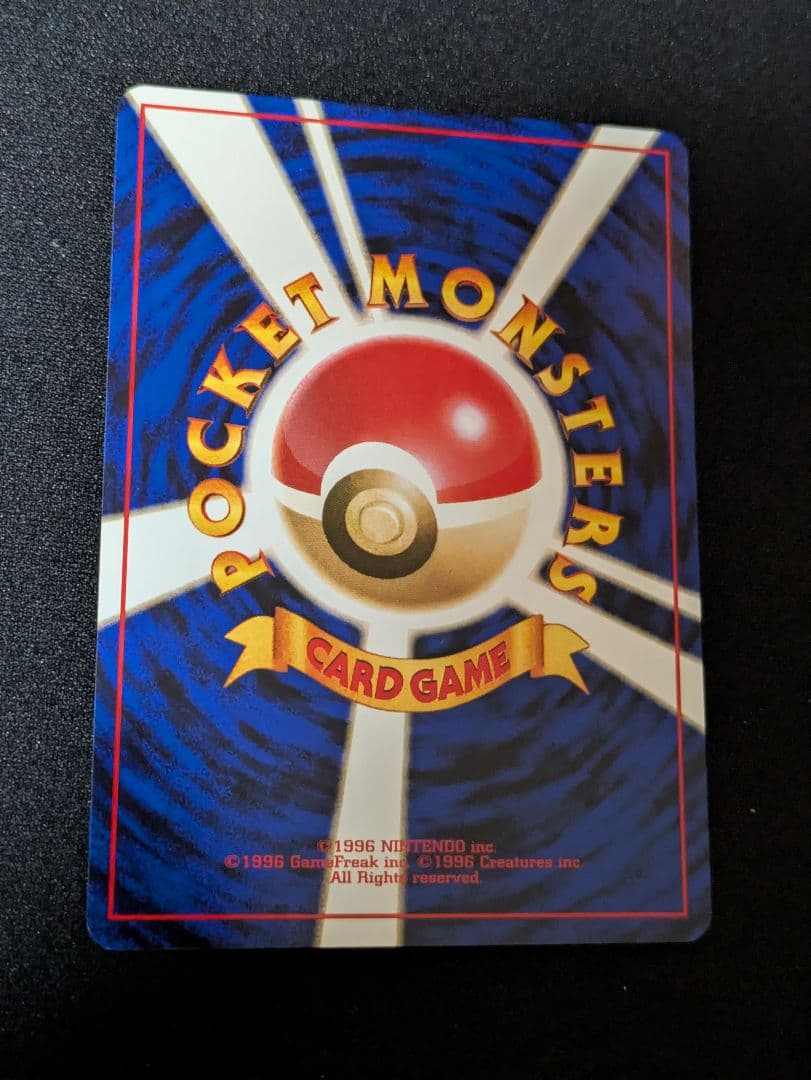 POCKET MONSTERS
CARD GAME
©1996 NINTENDO inc.
©1996 GameFreak inc. ©1996 Creatures inc
All Rights reserved.